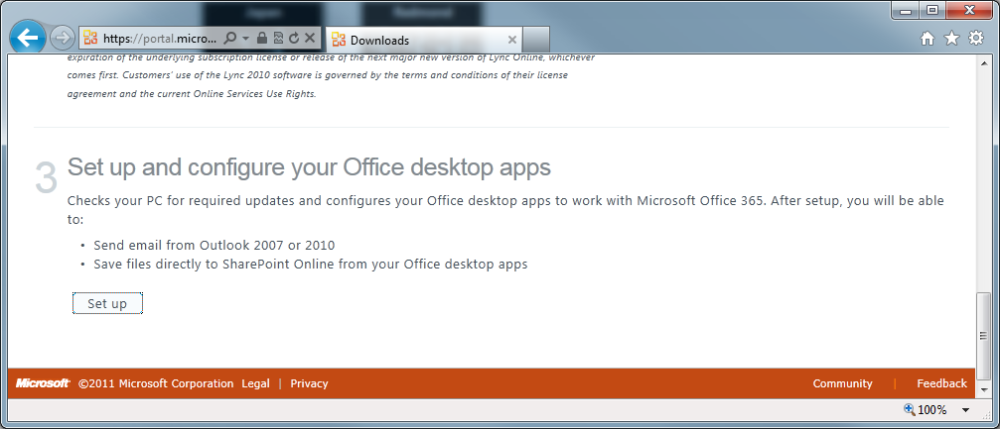 Japan
Redmond
https://portal.micro...
Downloads
expiration of the underlying subscription license or release of the next major new version of Lync Online, whichever
comes first. Customers' use of the Lync 2010 software is governed by the terms and conditions of their license
agreement and the current Online Services Use Rights.
3
Set up and configure your Office desktop apps
Checks your PC for required updates and configures your Office desktop apps to work with Microsoft Office 365. After setup, you will be able
to:
• Send email from Outlook 2007 or 2010
• Save files directly to SharePoint Online from your Office desktop apps
Set up
Microsoft ©2011 Microsoft Corporation Legal | Privacy Community | Feedback
100%